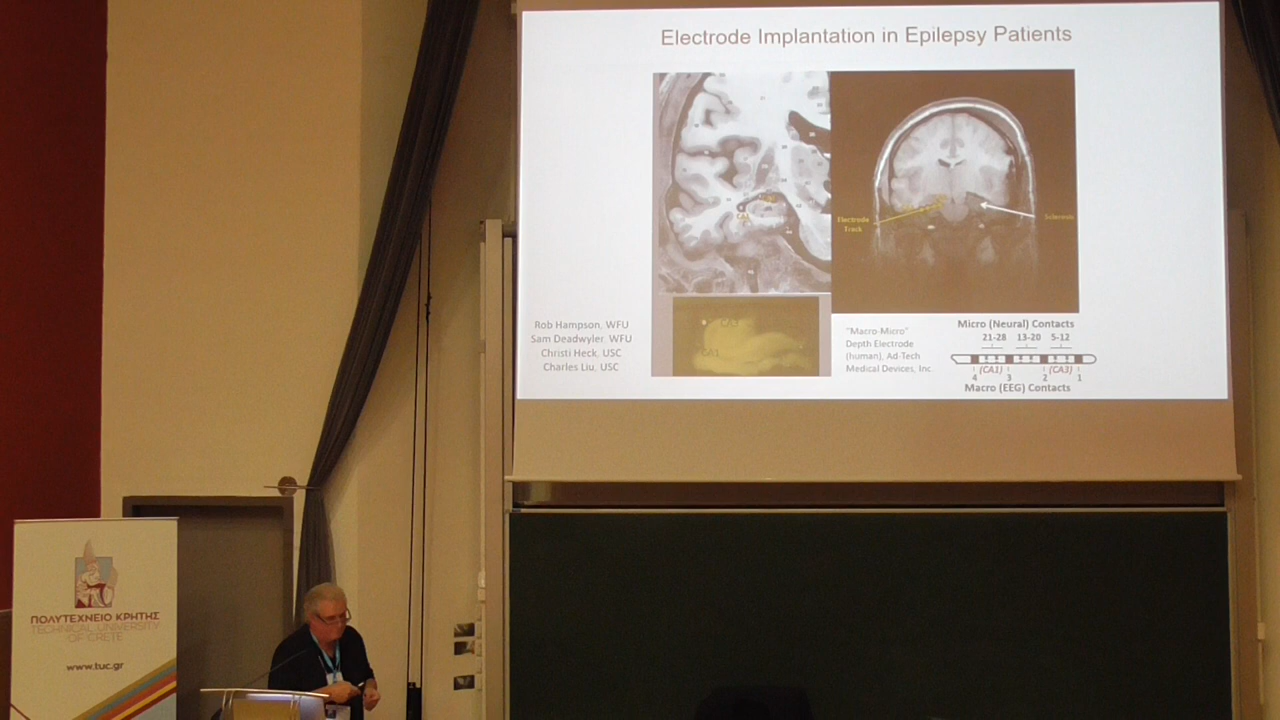 Electrode Implantation in Epilepsy Patients
Electrode
Track
Sclerosis
CA1
CA3
CA1
Rob Hampson, WFU
Sam Deadwyler, WFU
Christi Heck, USC
Charles Liu, USC
"Macro-Micro"
Depth Electrode
(human), Ad-Tech
Medical Devices, Inc.
Micro (Neural) Contacts
21-28 13-20 5-12
(CA1) (CA3)
4 3 2 1
Macro (EEG) Contacts
ΠΟΛΥΤΕΧΝΕΙΟ ΚΡΗΤΗΣ
TECHNICAL UNIVERSITY
OF CRETE
www.tuc.gr